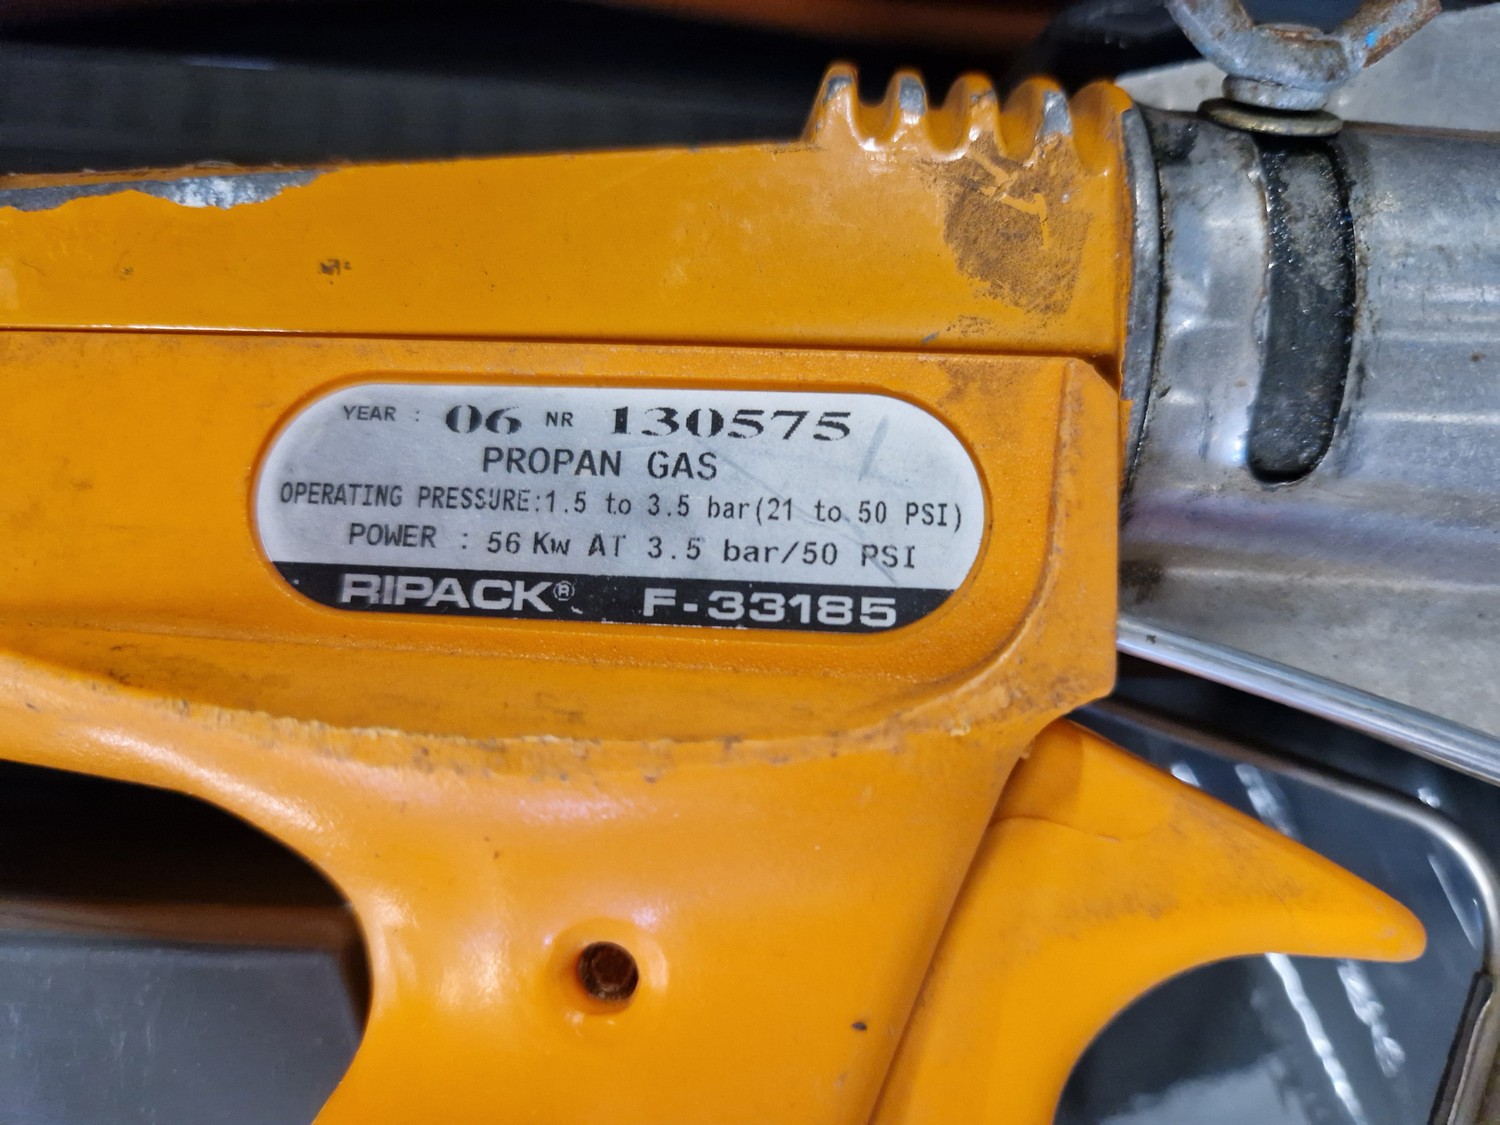 YEAR : 06 NR 130575
PROPAN GAS
OPERATING PRESSURE:1.5 to 3.5 bar(21 to 50 PSI)
POWER : 56 Kw AT 3.5 bar/50 PSI
RIPACK® F-33185